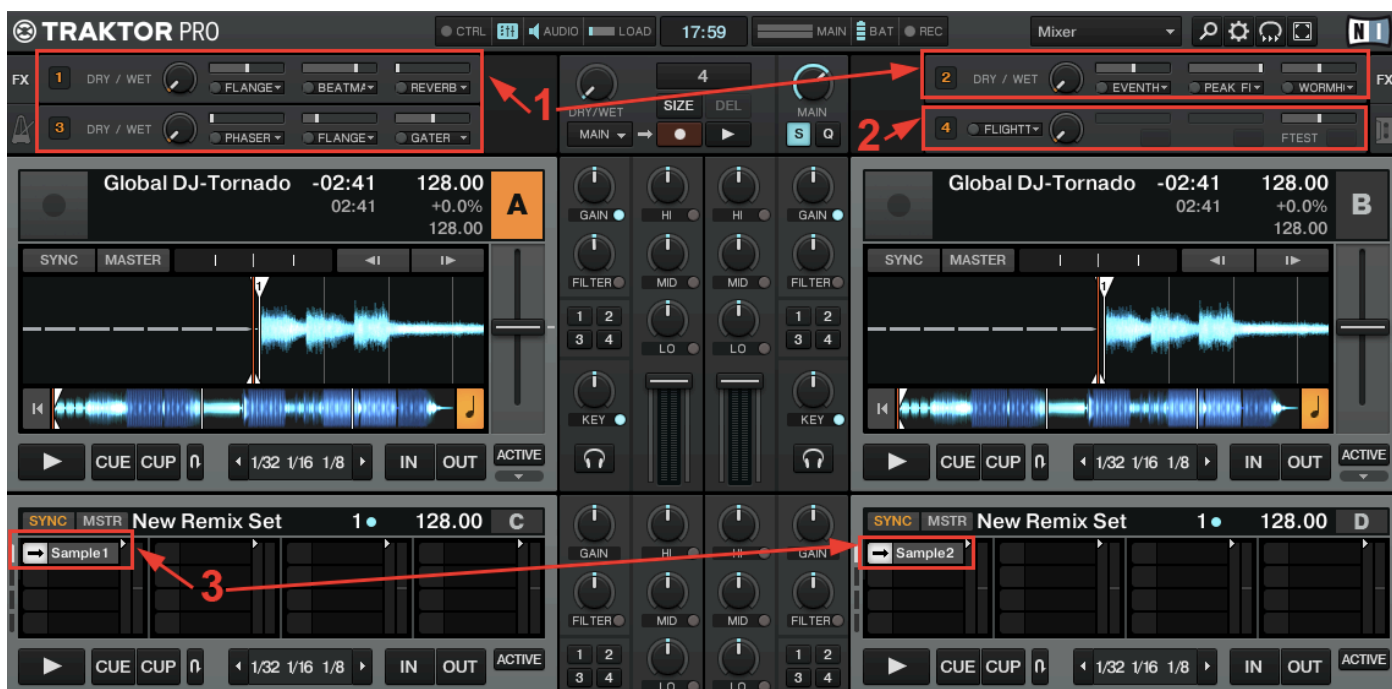 TRAKTOR PRO CTRL AUDIO LOAD 17:59 MAIN BAT REC Mixer N I
FX 1 DRY / WET FLANGE BEATMA REVERB
3 DRY / WET PHASER FLANGE GATER
1
DRY/WET 4 MAIN
SIZE DEL
MAIN S Q
2 DRY / WET EVENTH PEAK FI WORMHI FX
2
4 FLIGHTT FTEST
Global DJ-Tornado -02:41 128.00 A
02:41 +0.0%
128.00
SYNC MASTER
1
CUE CUP 1/32 1/16 1/8 IN OUT ACTIVE
GAIN HI HI GAIN
FILTER MID MID FILTER
1 2 1 2
3 4 LO LO 3 4
KEY KEY
Global DJ-Tornado -02:41 128.00 B
02:41 +0.0%
128.00
SYNC MASTER
1
CUE CUP 1/32 1/16 1/8 IN OUT ACTIVE
SYNC MSTR New Remix Set 1 128.00 C
Sample1
3
CUE CUP 1/32 1/16 1/8 IN OUT ACTIVE
GAIN HI HI GAIN
FILTER MID MID FILTER
1 2 1 2
3 4 LO LO 3 4
SYNC MSTR New Remix Set 1 128.00 D
Sample2
CUE CUP 1/32 1/16 1/8 IN OUT ACTIVE